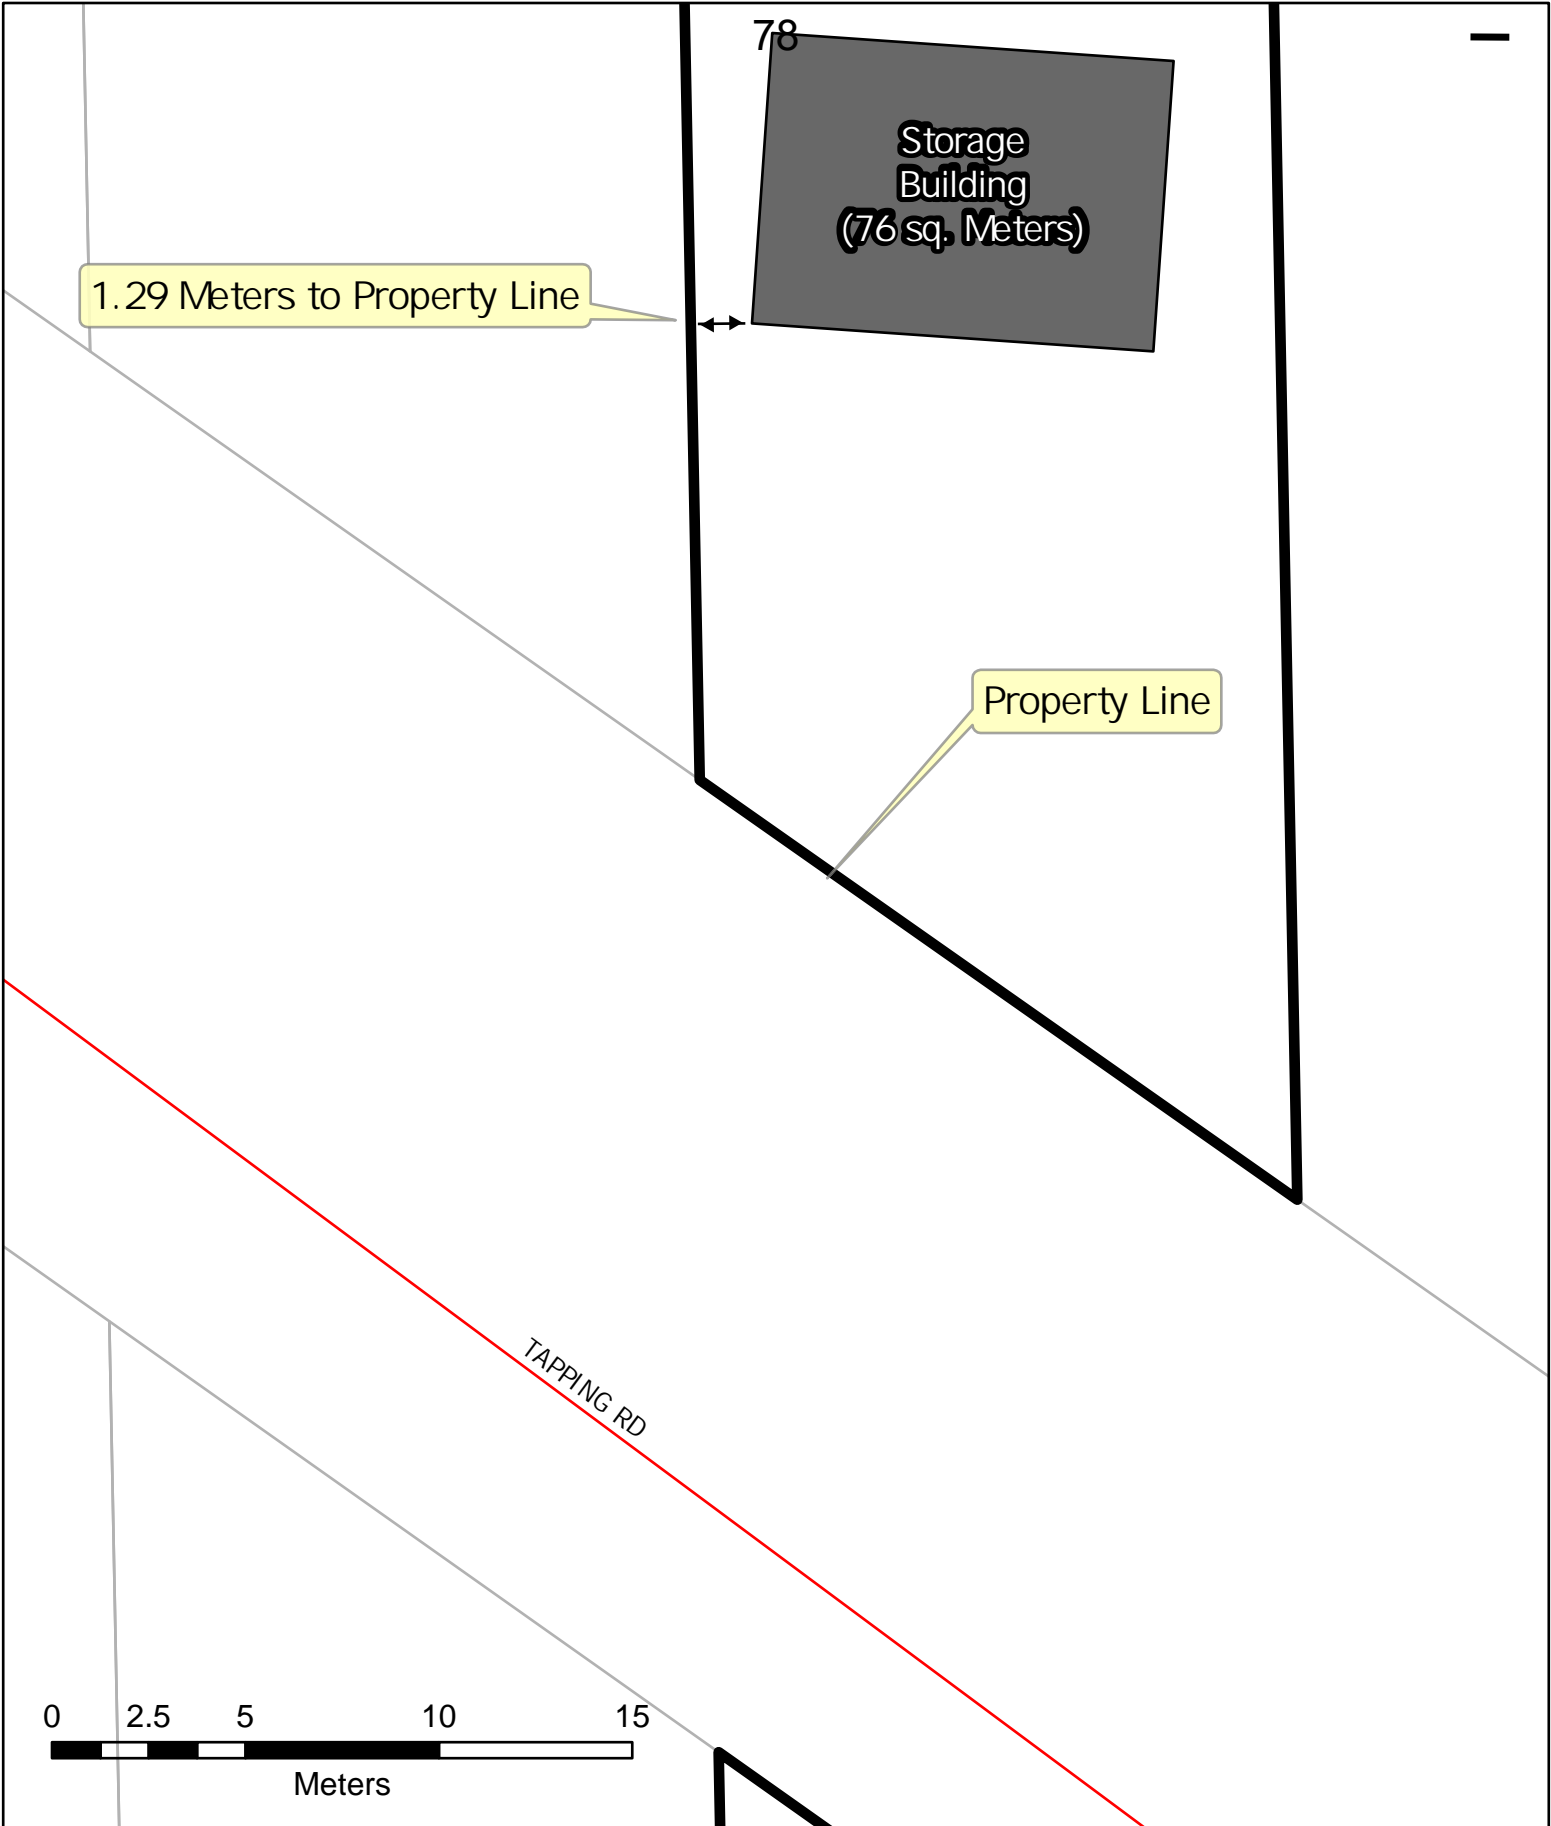 78
Storage
Building
(76 sq. Meters)
1.29 Meters to Property Line
Property Line
TAPPING RD
0 2.5 5 10 15
Meters